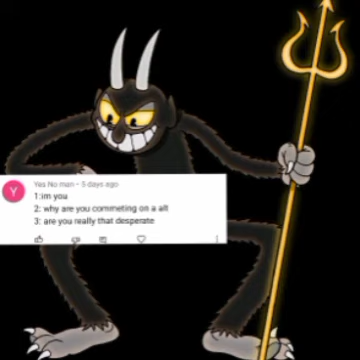 Y
Yes No man • 5 days ago
1:im you
2: why are you commeting on a alt
3: are you really that desperate